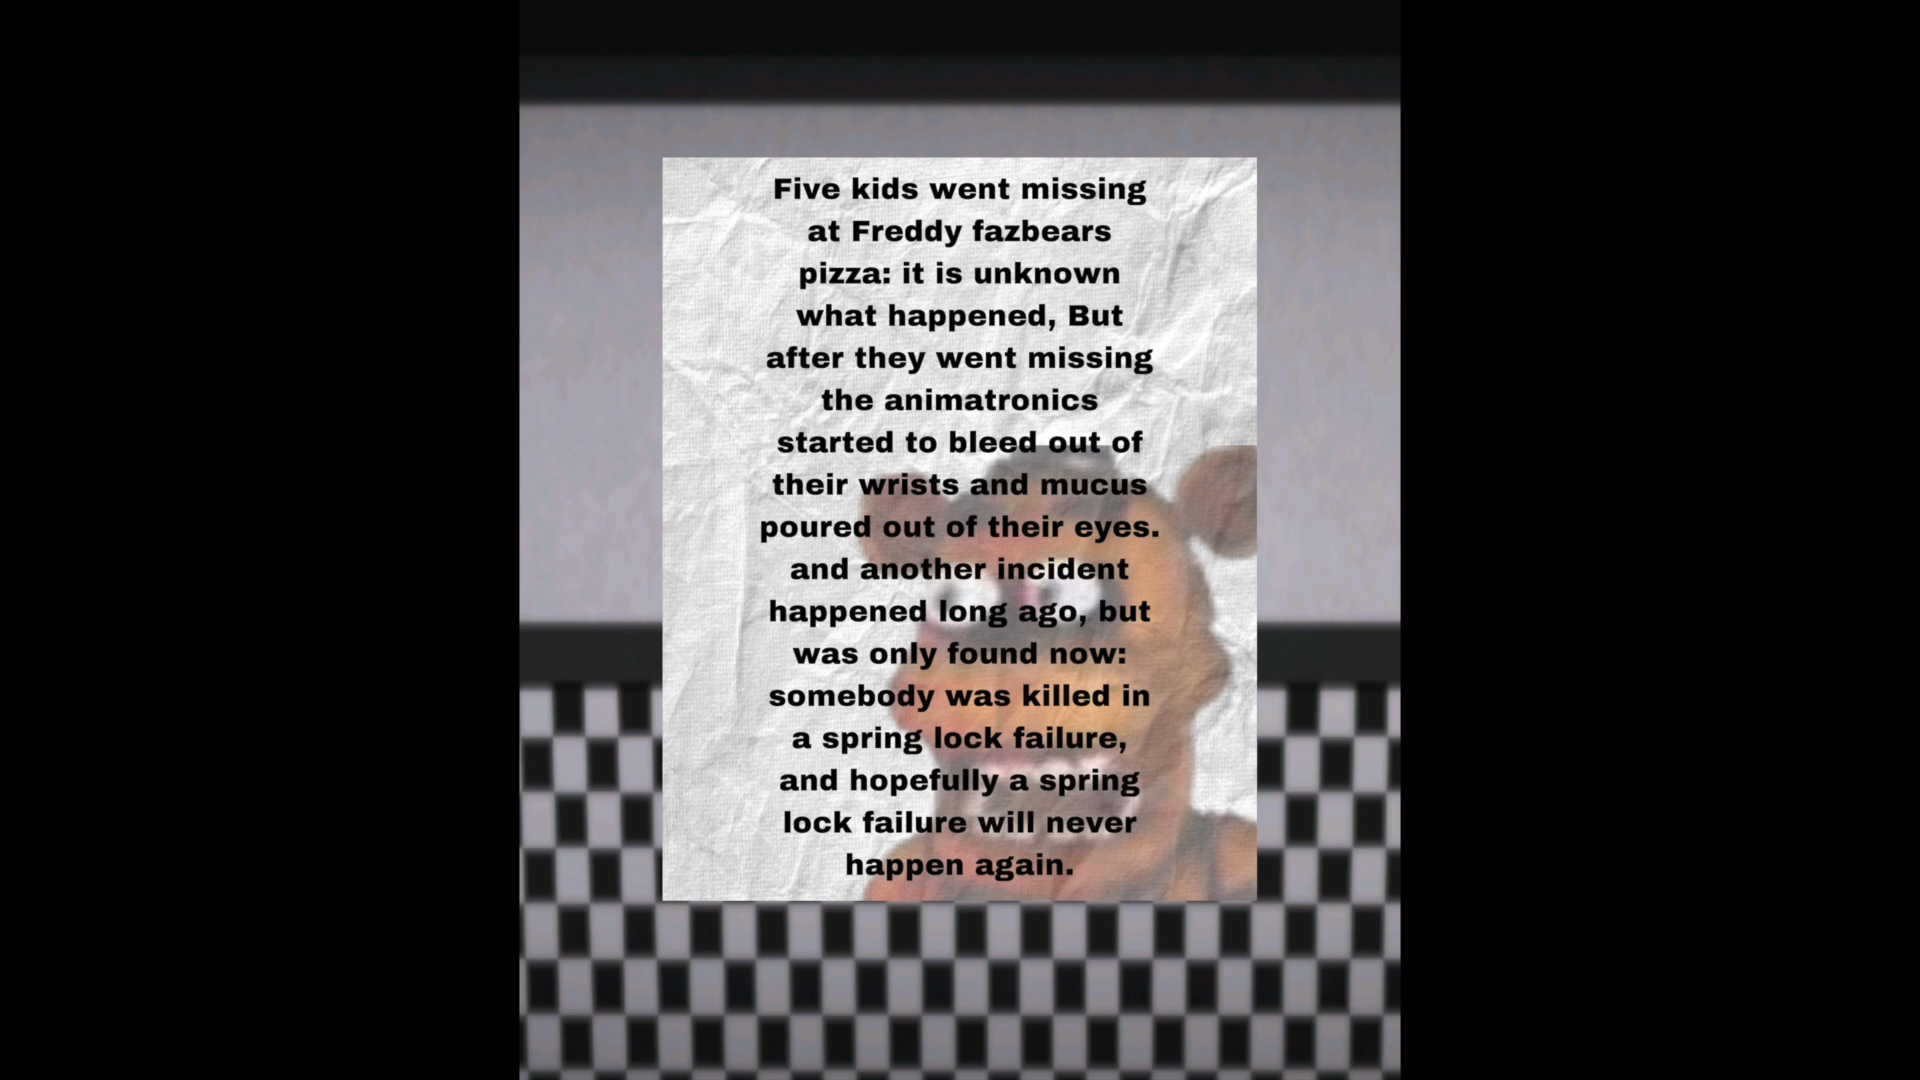 Five kids went missing
at Freddy fazbears
pizza: it is unknown
what happened, But
after they went missing
the animatronics
started to bleed out of
their wrists and mucus
poured out of their eyes.
and another incident
happened long ago, but
was only found now:
somebody was killed in
a spring lock failure,
and hopefully a spring
lock failure will never
happen again.